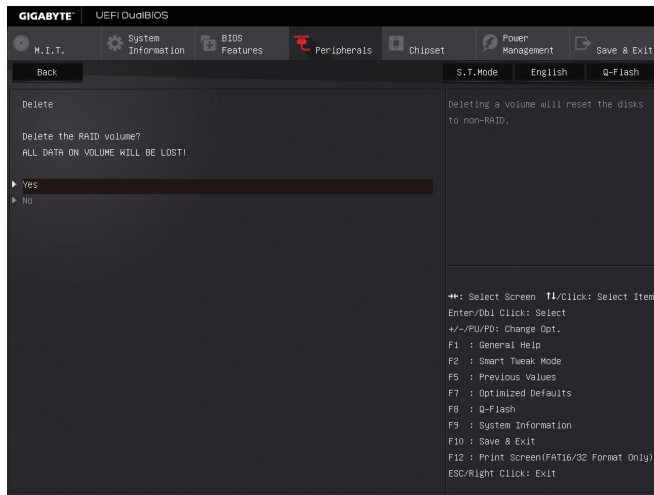 GIGABYTE™ UEFI DualBIOS
M.I.T.
System Information
BIOS Features
Peripherals
Chipset
Power Management
Save & Exit
Back
S.T.Mode English Q-Flash
Delete
Delete the RAID volume?
ALL DATA ON VOLUME WILL BE LOST!
Yes
No
Deleting a volume will reset the disks
to non-RAID.
→←: Select Screen ↑↓/Click: Select Item
Enter/Dbl Click: Select
+/-/PU/PD: Change Opt.
F1 : General Help
F2 : Smart Tweak Mode
F5 : Previous Values
F7 : Optimized Defaults
F8 : Q-Flash
F9 : System Information
F10 : Save & Exit
F12 : Print Screen(FAT16/32 Format Only)
ESC/Right Click: Exit